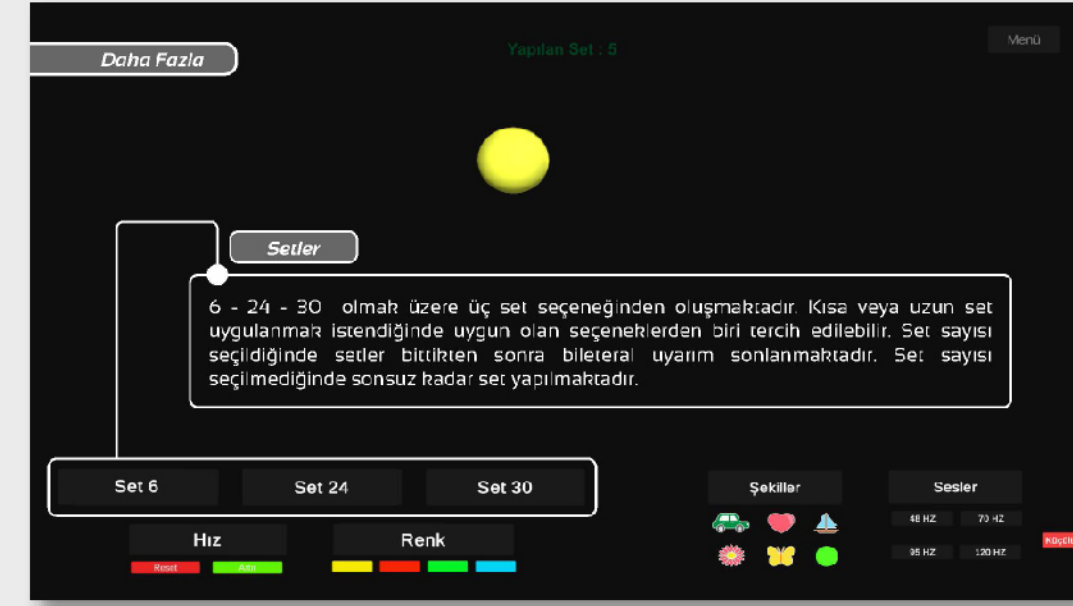 Daha Fazla
Yapılan Set : 5
Menü
Setler
6 - 24 - 30 olmak üzere üç set seçeneğinden oluşmaktadır. Kısa veya uzun set
uygulanmak istendiğinde uygun olan seçeneklerden biri tercih edilebilir. Set sayısı
seçildiğinde setler bittikten sonra bileteral uyarım sonlanmaktadır. Set sayısı
seçilmediğinde sonsuz kadar set yapılmaktadır.
Set 6
Set 24
Set 30
Şekiller
Sesler
48 HZ
70 HZ
95 HZ
120 HZ
Hız
Renk
Reset